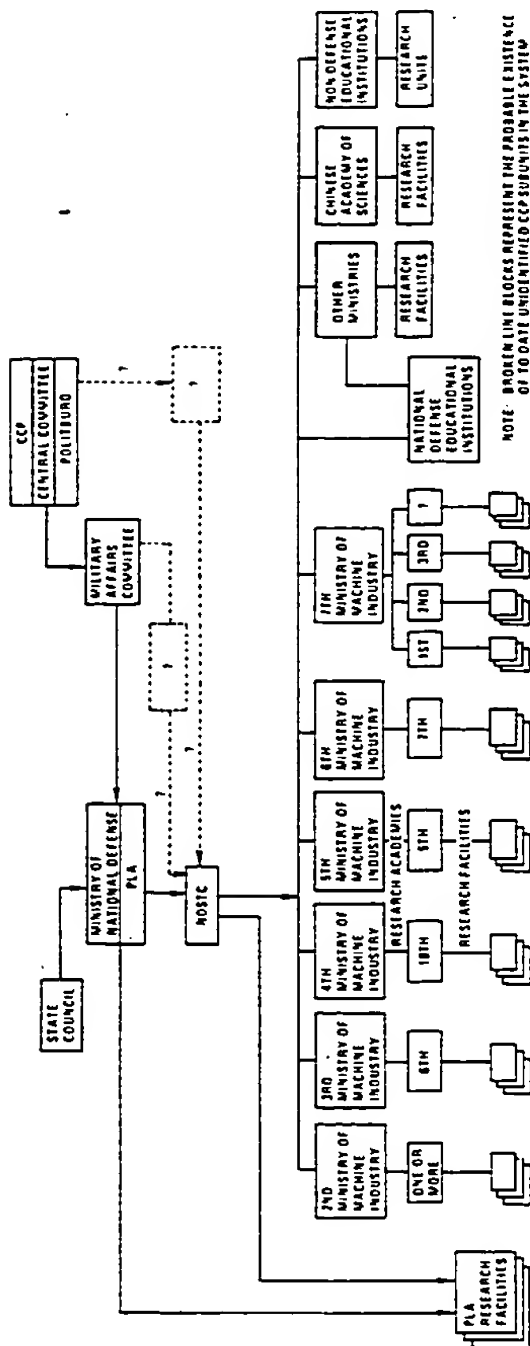 CCP
CENTRAL COMMITTEE
POLITBURO
?
?
MILITARY
AFFAIRS
COMMITTEE
?
?
?
STATE
COUNCIL
MINISTRY OF
NATIONAL DEFENSE
PLA
NDSTC
2ND
MINISTRY OF
MACHINE
INDUSTRY
3RD
MINISTRY OF
MACHINE
INDUSTRY
4TH
MINISTRY OF
MACHINE
INDUSTRY
5TH
MINISTRY OF
MACHINE
INDUSTRY
6TH
MINISTRY OF
MACHINE
INDUSTRY
7TH
MINISTRY OF
MACHINE
INDUSTRY
OTHER
MINISTRIES
CHINESE
ACADEMY OF
SCIENCES
NON DEFENSE
EDUCATIONAL
INSTITUTIONS
RESEARCH
FACILITIES
RESEARCH
FACILITIES
RESEARCH
UNITS
NATIONAL
DEFENSE
EDUCATIONAL
INSTITUTIONS
RESEARCH ACADEMIES
ONE OR
MORE
6TH
10TH
5TH
7TH
1ST
2ND
3RD
?
RESEARCH FACILITIES
PLA
RESEARCH
FACILITIES
NOTE: BROKEN LINE BLOCKS REPRESENT THE PROBABLE EXISTENCE
OF TO DATE UNIDENTIFIED CCP SUBUNITS IN THE SYSTEM